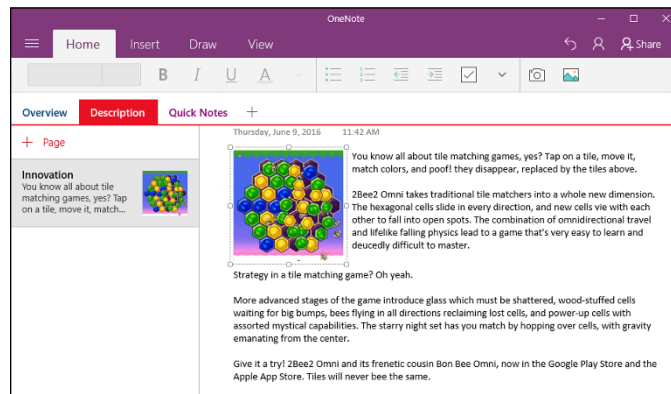 OneNote
Home Insert Draw View Share
B I U A
Overview Description Quick Notes
Page
Thursday, June 9, 2016 11:42 AM
Innovation
You know all about tile
matching games, yes? Tap
on a tile, move it, match...
You know all about tile matching games, yes? Tap on a tile, move it,
match colors, and poof! they disappear, replaced by the tiles above.
2Bee2 Omni takes traditional tile matchers into a whole new dimension.
The hexagonal cells slide in every direction, and new cells vie with each
other to fall into open spots. The combination of omnidirectional travel
and lifelike falling physics lead to a game that's very easy to learn and
deucedly difficult to master.
Strategy in a tile matching game? Oh yeah.
More advanced stages of the game introduce glass which must be shattered, wood-stuffed cells
waiting for big bumps, bees flying in all directions reclaiming lost cells, and power-up cells with
assorted mystical capabilities. The starry night set has you match by hopping over cells, with gravity
emanating from the center.
Give it a try! 2Bee2 Omni and its frenetic cousin Bon Bee Omni, now in the Google Play Store and the
Apple App Store. Tiles will never bee the same.